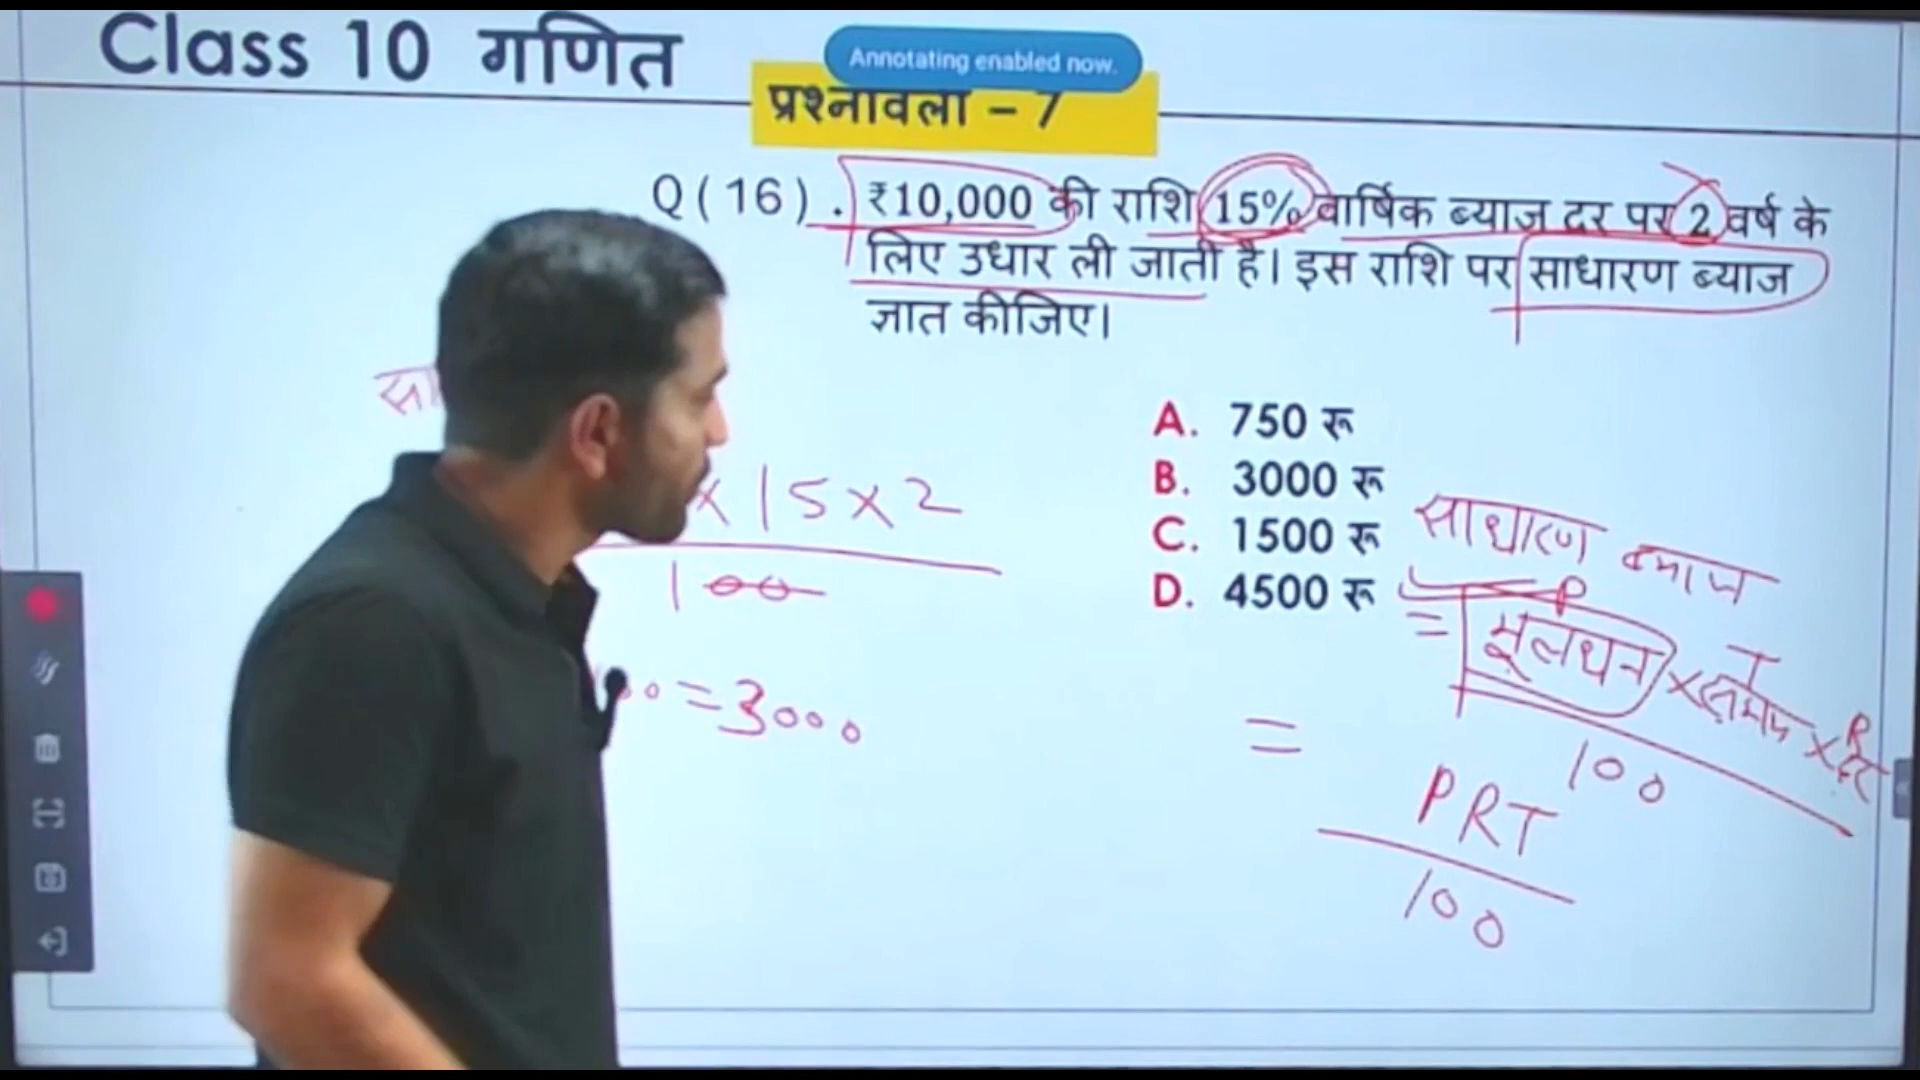 Class 10 गणित
Annotating enabled now.
प्रश्नावली – 7
Q(16) . ₹10,000 की राशि 15% वार्षिक ब्याज दर पर 2 वर्ष के
लिए उधार ली जाती है। इस राशि पर साधारण ब्याज
ज्ञात कीजिए।
सा
x 15 x 2
100
00 = 3000
A. 750 रू
B. 3000 रू
C. 1500 रू
D. 4500 रू
साधारण ब्याज
P T R
= मूलधन x समय x दर
100
= PRT
100